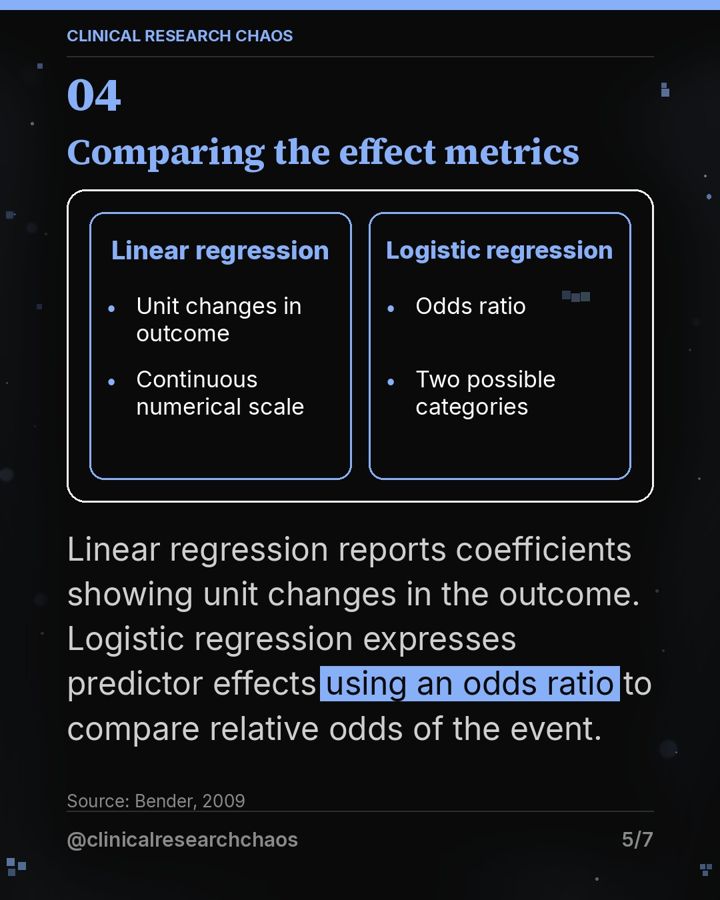 CLINICAL RESEARCH CHAOS
04
Comparing the effect metrics
Linear regression
• Unit changes in
outcome
• Continuous
numerical scale
Logistic regression
• Odds ratio
• Two possible
categories
Linear regression reports coefficients
showing unit changes in the outcome.
Logistic regression expresses
predictor effects using an odds ratio to
compare relative odds of the event.
Source: Bender, 2009
@clinicalresearchchaos
5/7